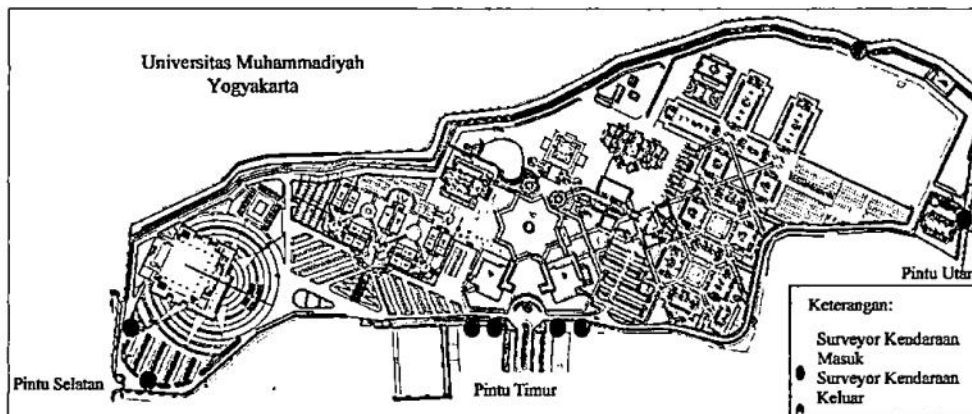 Universitas Muhammadiyah
Yogyakarta
Pintu Utar
Keterangan:
Surveyor Kendaraan
Masuk
Surveyor Kendaraan
Keluar
Pintu Selatan
Pintu Timur